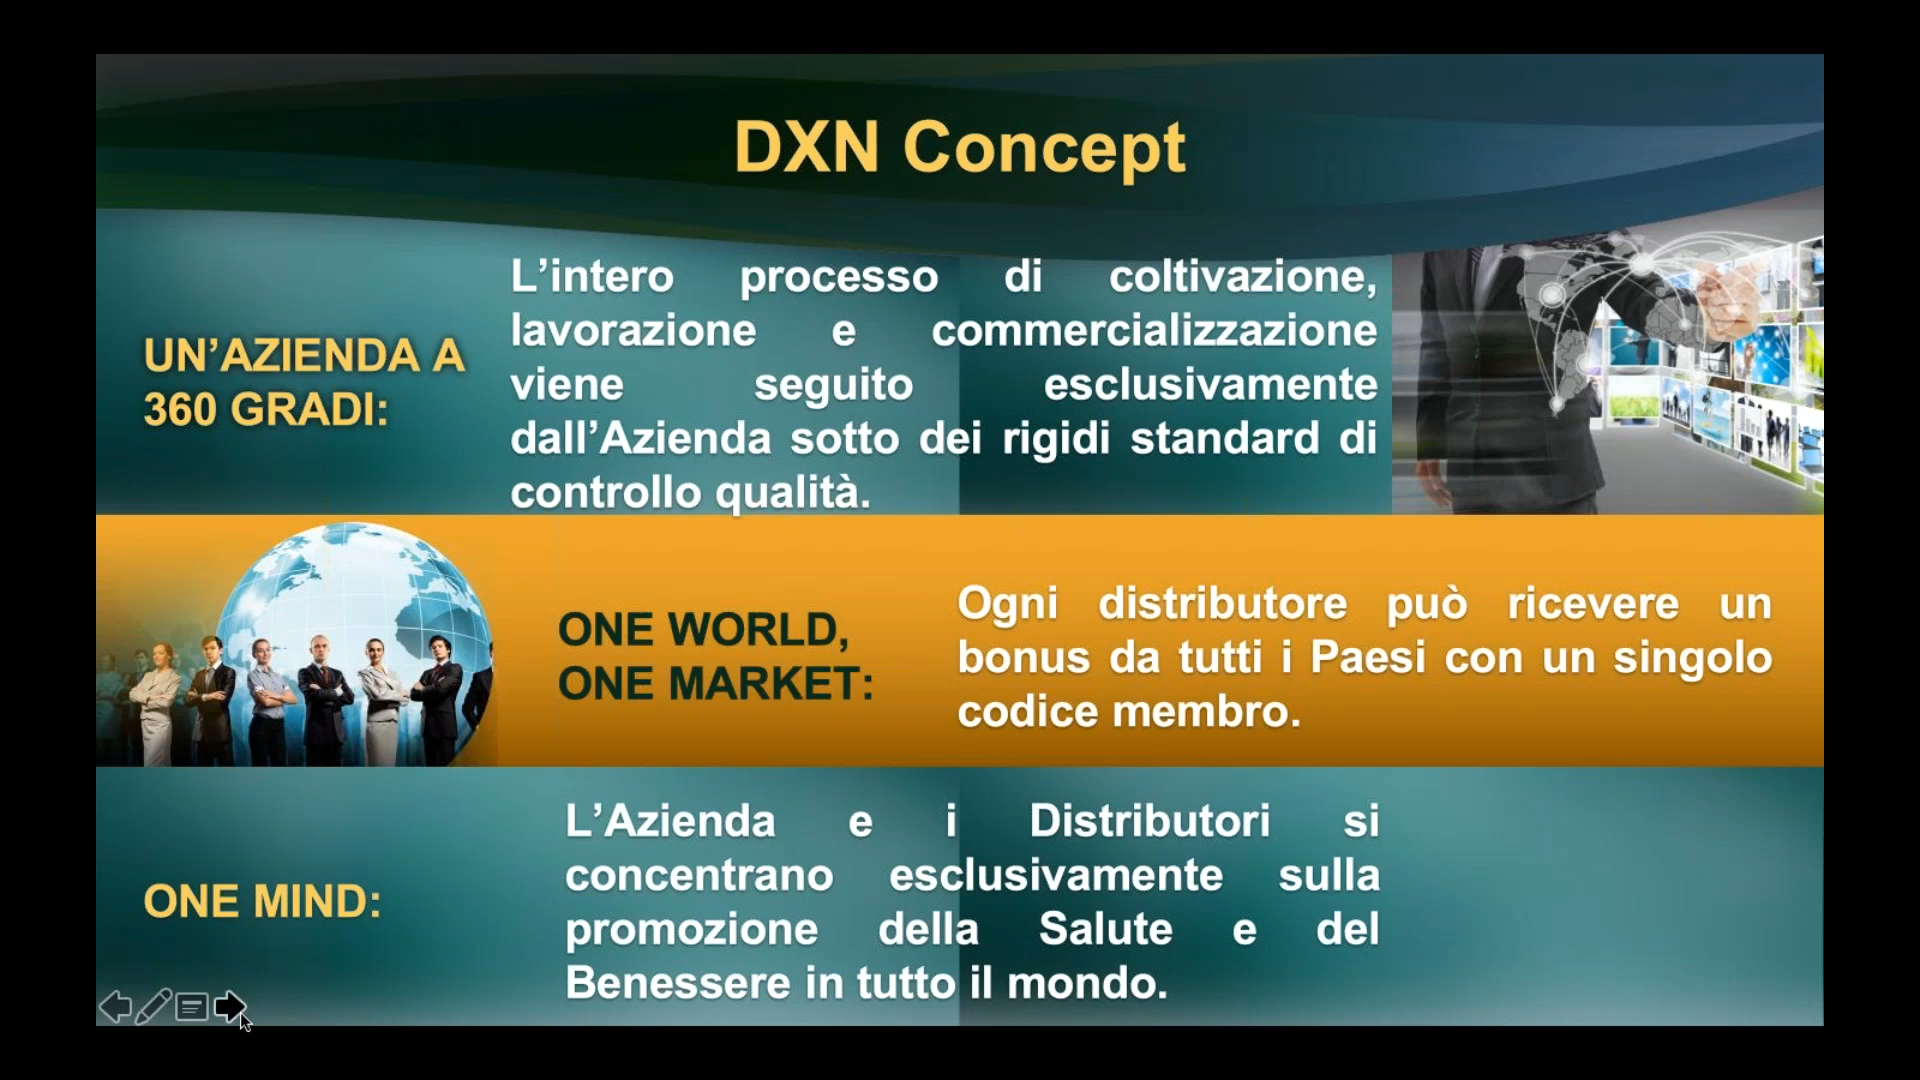 DXN Concept
UN’AZIENDA A
360 GRADI:
L’intero processo di coltivazione,
lavorazione e commercializzazione
viene seguito esclusivamente
dall’Azienda sotto dei rigidi standard di
controllo qualità.
ONE WORLD,
ONE MARKET:
Ogni distributore può ricevere un
bonus da tutti i Paesi con un singolo
codice membro.
ONE MIND:
L’Azienda e i Distributori si
concentrano esclusivamente sulla
promozione della Salute e del
Benessere in tutto il mondo.